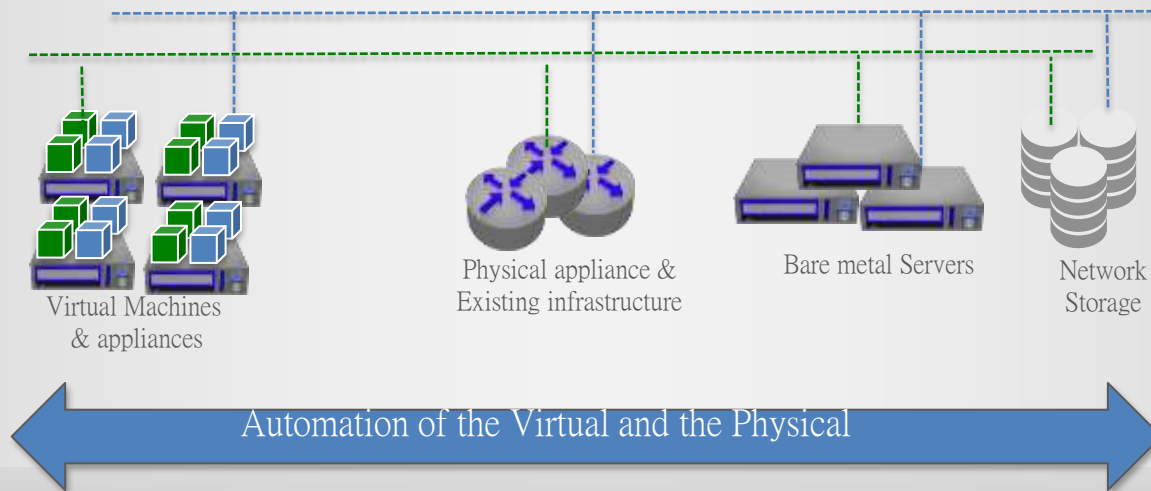 Virtual Machines
& appliances
Physical appliance &
Existing infrastructure
Bare metal Servers
Network
Storage
Automation of the Virtual and the Physical